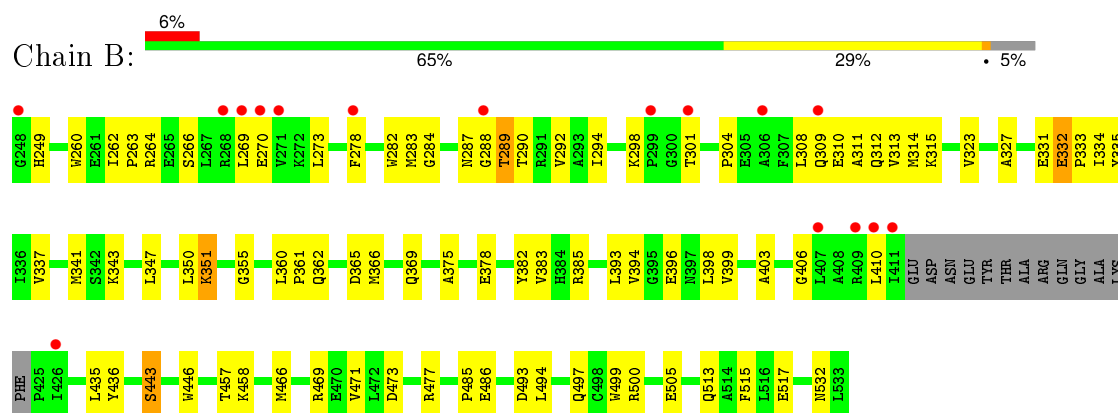 6%
Chain B:
65% 29% • 5%
G248 H249 W260 E261 I262 P263 R264 E265 S266 L267 R268 L269 E270 V271 K272 L273 F278 W282 M283 G284 N287 G288 T289 T290 R291 V292 A293 I294 K298 P299 G300 T301 P304 E305 A306 F307 L308 Q309 E310 A311 Q312 V313 M314 K315 V323 A327 E331 E332 P333 I334 Y335
I336 V337 M341 S342 K343 L347 L350 K351 G355 L360 P361 Q362 D365 M366 Q369 A375 E378 Y382 V383 H384 R385 L393 V394 G395 E396 N397 L398 V399 A403 G406 L407 A408 R409 L410 I411 GLU ASP ASN GLU TYR THR ALA ARG GLN GLY ALA LYS
PHE P425 I426 L435 Y436 S443 W446 T457 K458 M466 R469 E470 V471 L472 D473 R477 P485 E486 D493 L494 Q497 C498 W499 R500 E505 Q513 A514 F515 L516 E517 N532 L533